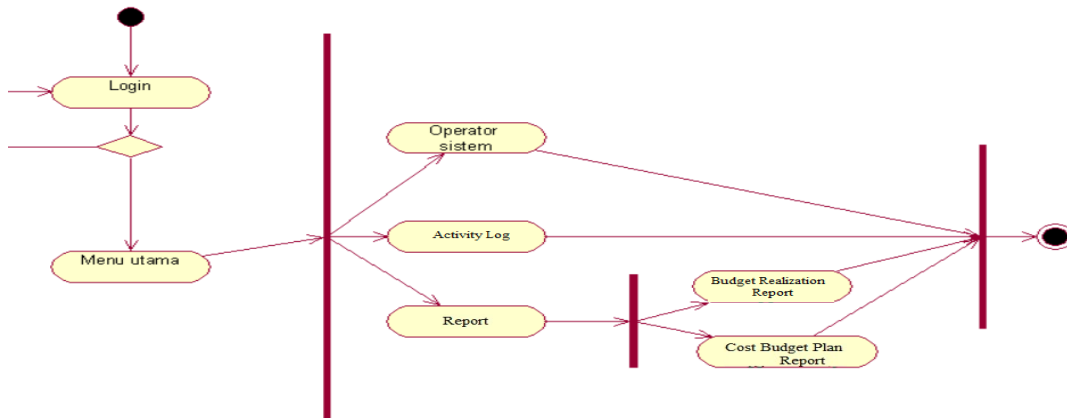 Login
Menu utama
Operator
sistem
Activity Log
Report
Budget Realization
Report
Cost Budget Plan
Report